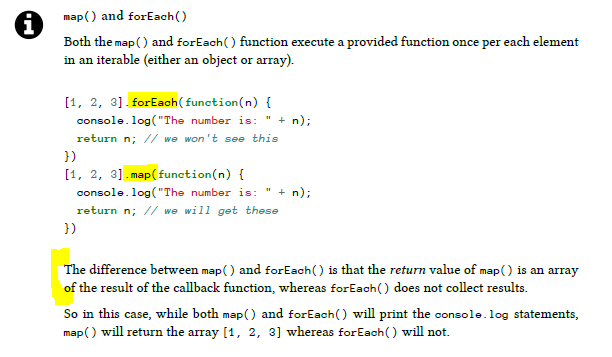 map() and forEach()
Both the map() and forEach() function execute a provided function once per each element
in an iterable (either an object or array).
[1, 2, 3].forEach(function(n) {
  console.log("The number is: " + n);
  return n; // we won't see this
})
[1, 2, 3].map(function(n) {
  console.log("The number is: " + n);
  return n; // we will get these
})
The difference between map() and forEach() is that the return value of map() is an array
of the result of the callback function, whereas forEach() does not collect results.
So in this case, while both map() and forEach() will print the console.log statements,
map() will return the array [1, 2, 3] whereas forEach() will not.